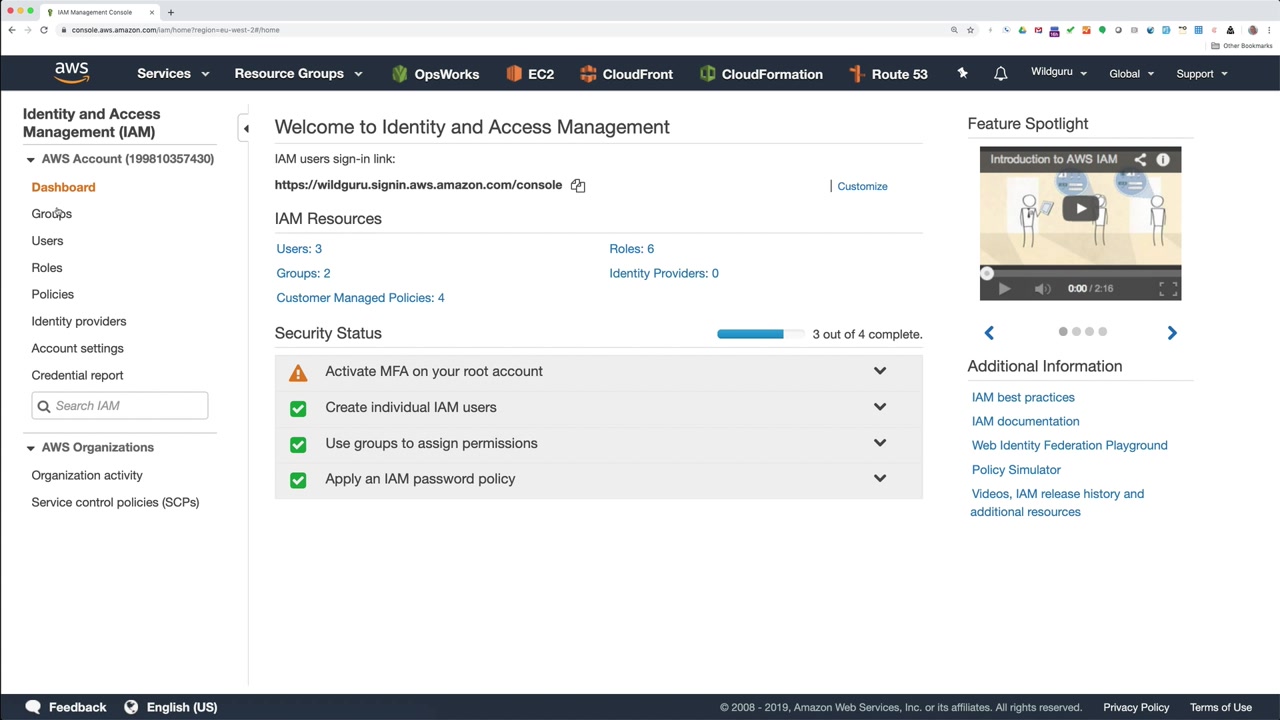 IAM Management Console
console.aws.amazon.com/iam/home?region=eu-west-2#/home
Other Bookmarks
aws
Services
Resource Groups
OpsWorks
EC2
CloudFront
CloudFormation
Route 53
Wildguru
Global
Support
Identity and Access
Management (IAM)
AWS Account (199810357430)
Dashboard
Groups
Users
Roles
Policies
Identity providers
Account settings
Credential report
Search IAM
AWS Organizations
Organization activity
Service control policies (SCPs)
Welcome to Identity and Access Management
IAM users sign-in link:
https://wildguru.signin.aws.amazon.com/console
Customize
IAM Resources
Users: 3
Roles: 6
Groups: 2
Identity Providers: 0
Customer Managed Policies: 4
Security Status
3 out of 4 complete.
Activate MFA on your root account
Create individual IAM users
Use groups to assign permissions
Apply an IAM password policy
Feature Spotlight
Introduction to AWS IAM
0:00 / 2:16
Additional Information
IAM best practices
IAM documentation
Web Identity Federation Playground
Policy Simulator
Videos, IAM release history and
additional resources
Feedback
English (US)
© 2008 - 2019, Amazon Web Services, Inc. or its affiliates. All rights reserved.
Privacy Policy
Terms of Use